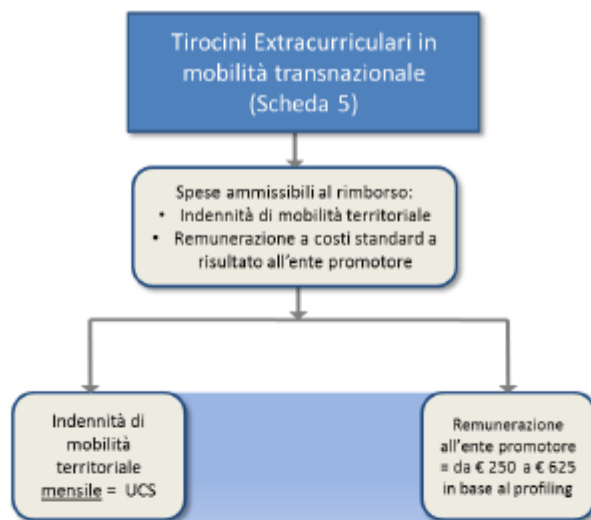 Tirocini Extracurriculari in
mobilità transnazionale
(Scheda 5)
Spese ammissibili al rimborso:
• Indennità di mobilità territoriale
• Remunerazione a costi standard a
risultato all'ente promotore
Indennità di
mobilità
territoriale
mensile = UCS
Remunerazione
all'ente promotore
= da € 250 a € 625
in base al profiling